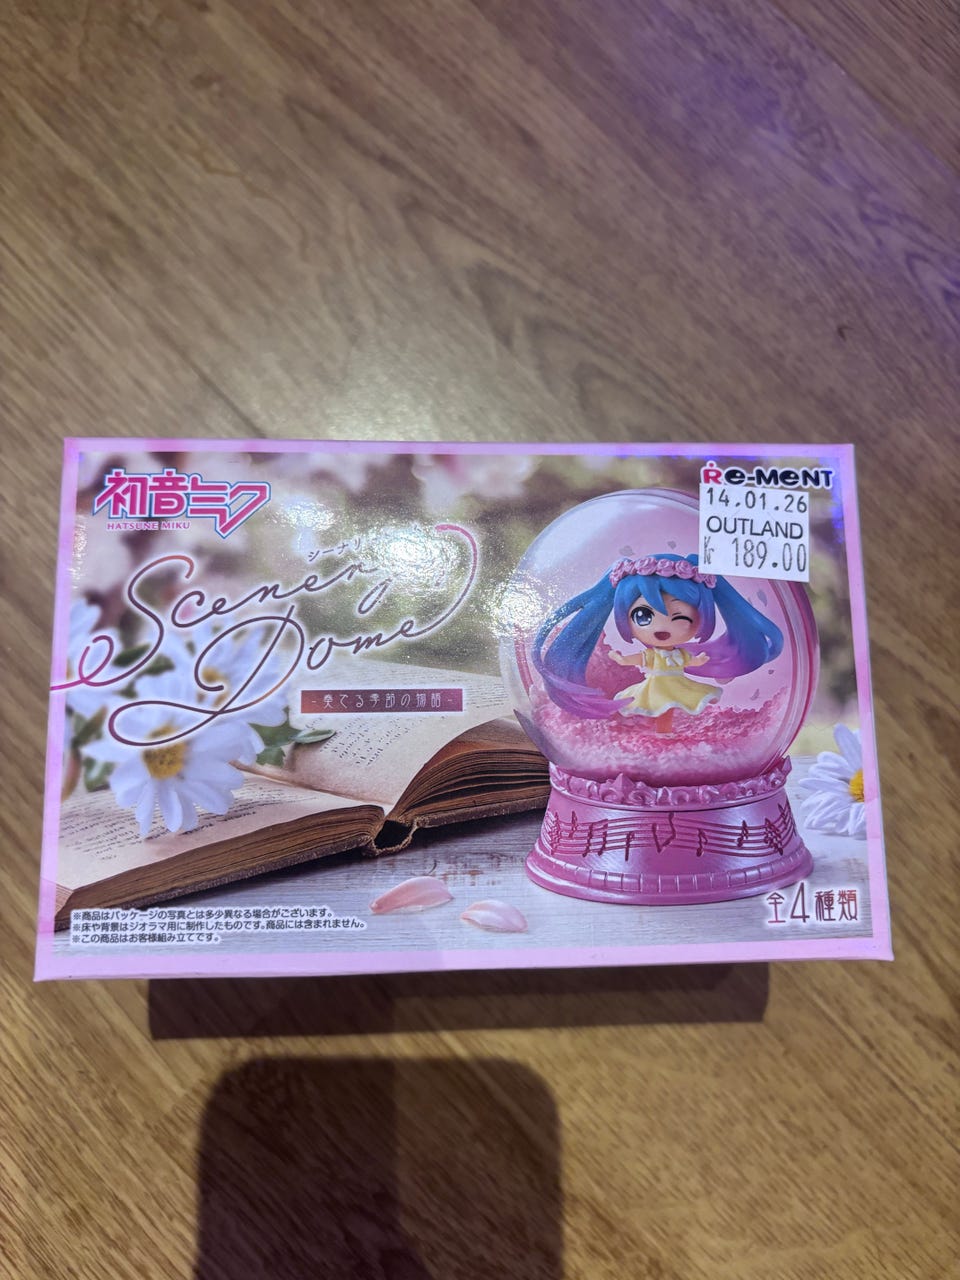 初音ミク
HATSUNE MIKU
Re-MeNT
14.01.26
OUTLAND
Kr 189.00
シーナリ
Scenery
Dome
-奏でる季節の物語-
全4種類
※商品はパッケージの写真とは多少異なる場合がございます。
※床や背景はジオラマ用に制作したものです。商品には含まれません。
※この商品はお客様組み立てです。